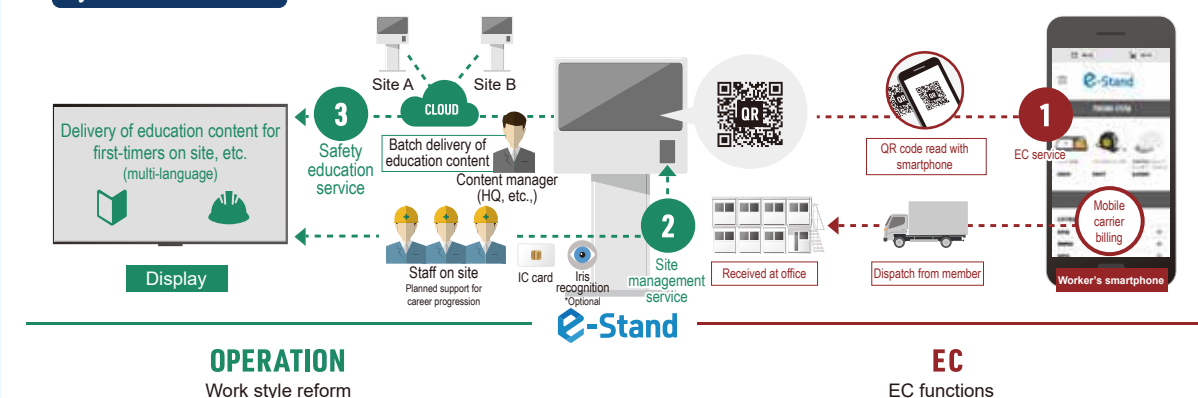 Site A
Site B
CLOUD
3
Safety
education
service
Batch delivery of
education content
Content manager
(HQ, etc.,)
Delivery of education content for
first-timers on site, etc.
(multi-language)
Display
Staff on site
Planned support for
career progression
IC card
Iris
recognition
*Optional
2
Site
management
service
QR
QR code read with
smartphone
1
EC service
e-Stand
Mobile
carrier
billing
Worker's smartphone
Received at office
Dispatch from member
e-Stand
OPERATION
Work style reform
EC
EC functions